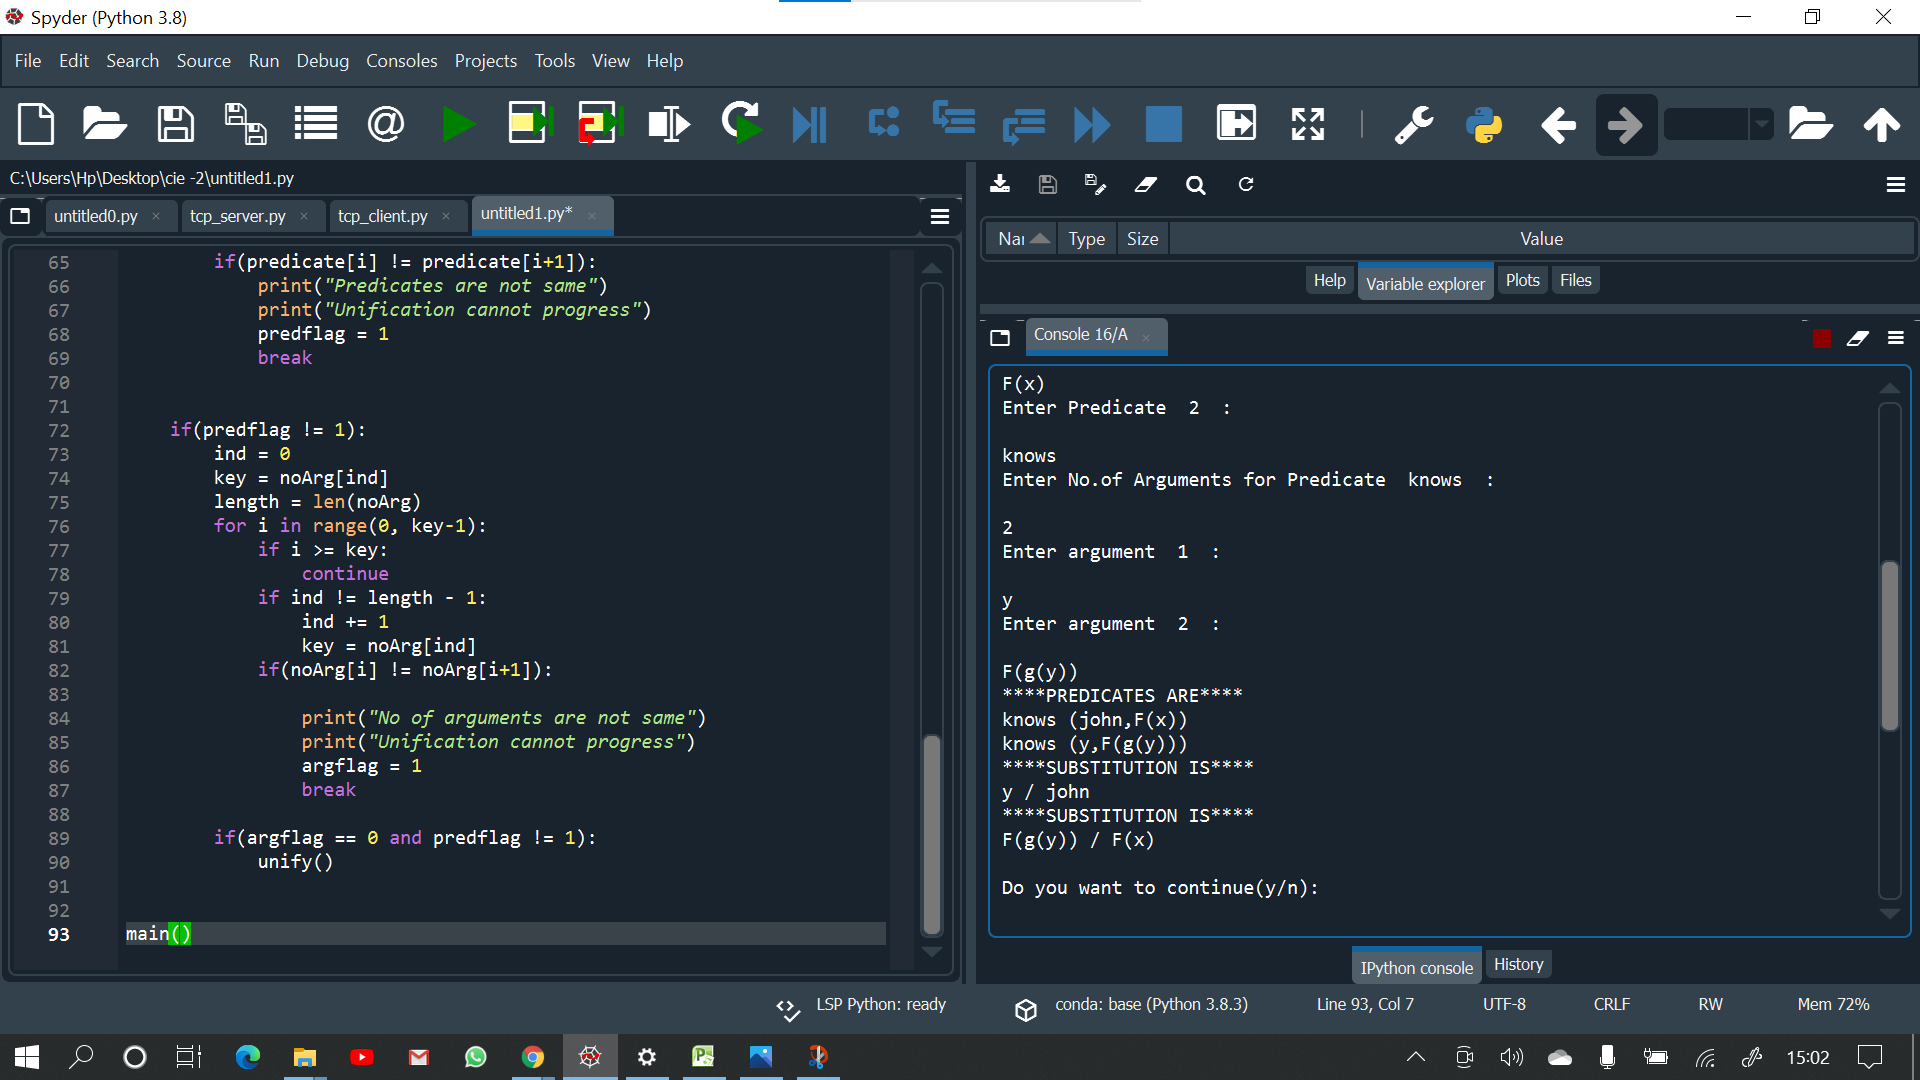 Spyder (Python 3.8)
File Edit Search Source Run Debug Consoles Projects Tools View Help
C:\Users\Hp\Desktop\cie -2\untitled1.py
untitled0.py tcp_server.py tcp_client.py untitled1.py*
65 if(predicate[i] != predicate[i+1]):
66 print("Predicates are not same")
67 print("Unification cannot progress")
68 predflag = 1
69 break
70
71
72 if(predflag != 1):
73 ind = 0
74 key = noArg[ind]
75 length = len(noArg)
76 for i in range(0, key-1):
77 if i >= key:
78 continue
79 if ind != length - 1:
80 ind += 1
81 key = noArg[ind]
82 if(noArg[i] != noArg[i+1]):
83
84 print("No of arguments are not same")
85 print("Unification cannot progress")
86 argflag = 1
87 break
88
89 if(argflag == 0 and predflag != 1):
90 unify()
91
92
93 main()
Nar Type Size Value
Help Variable explorer Plots Files
Console 16/A
F(x)
Enter Predicate 2 :
knows
Enter No.of Arguments for Predicate knows :
2
Enter argument 1 :
y
Enter argument 2 :
F(g(y))
****PREDICATES ARE****
knows (john,F(x))
knows (y,F(g(y)))
****SUBSTITUTION IS****
y / john
****SUBSTITUTION IS****
F(g(y)) / F(x)
Do you want to continue(y/n):
IPython console History
LSP Python: ready conda: base (Python 3.8.3) Line 93, Col 7 UTF-8 CRLF RW Mem 72%
15:02